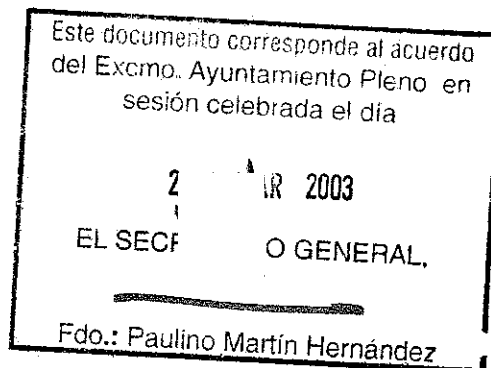 Este documento corresponde al acuerdo
del Excmo. Ayuntamiento Pleno en
sesión celebrada el día
2 2003
EL GENERAL.
Fdo.: Paulino Martín Hernández